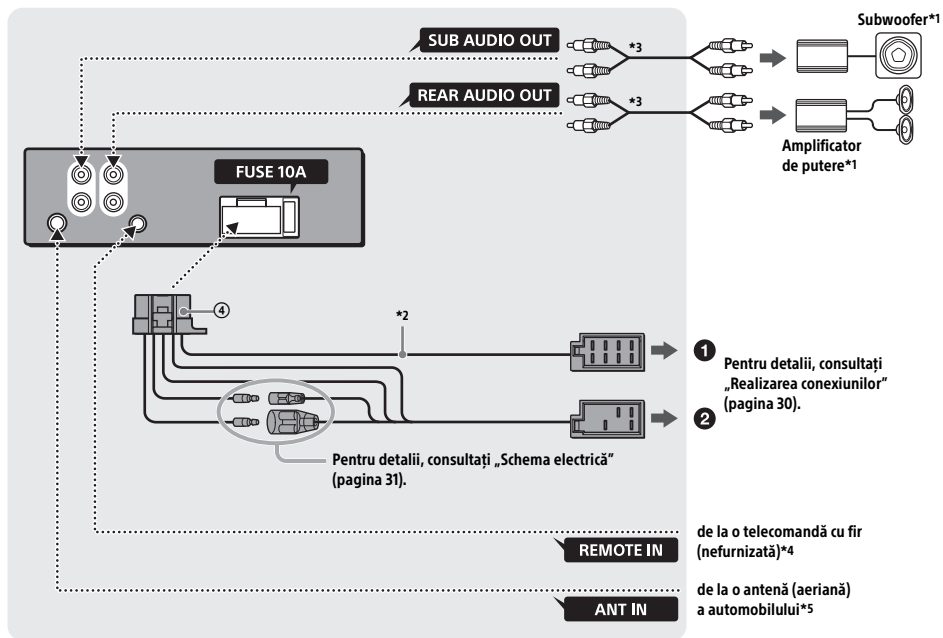 Subwoofer*1
SUB AUDIO OUT
*3
REAR AUDIO OUT
*3
Amplificator
de putere*1
FUSE 10A
④
*2
❶
Pentru detalii, consultați
„Realizarea conexiunilor”
(pagina 30).
❷
Pentru detalii, consultați „Schema electrică”
(pagina 31).
REMOTE IN
de la o telecomandă cu fir
(nefurnizată)*4
ANT IN
de la o antenă (aeriană)
a automobilului*5